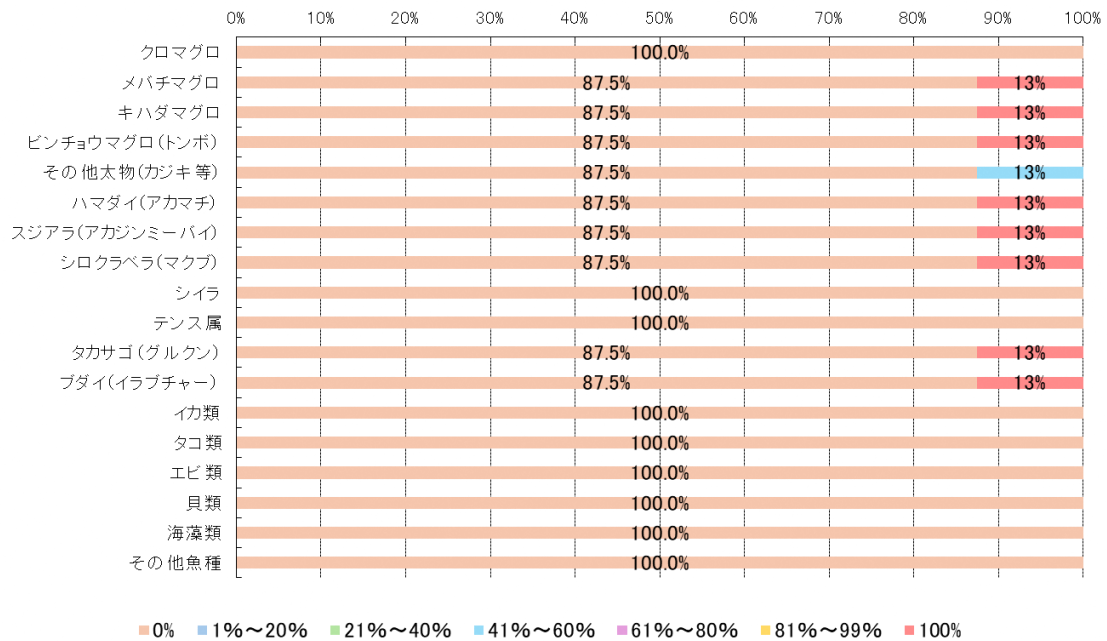 0% 10% 20% 30% 40% 50% 60% 70% 80% 90% 100%
クロマグロ 100.0%
メバチマグロ 87.5% 13%
キハダマグロ 87.5% 13%
ビンチョウマグロ(トンボ) 87.5% 13%
その他太物(カジキ等) 87.5% 13%
ハマダイ(アカマチ) 87.5% 13%
スジアラ(アカジンミーバイ) 87.5% 13%
シロクラベラ(マクブ) 87.5% 13%
シイラ 100.0%
テンス属 100.0%
タカサゴ(グルクン) 87.5% 13%
ブダイ(イラブチャー) 87.5% 13%
イカ類 100.0%
タコ類 100.0%
エビ類 100.0%
貝類 100.0%
海藻類 100.0%
その他魚種 100.0%
0% 1%～20% 21%～40% 41%～60% 61%～80% 81%～99% 100%